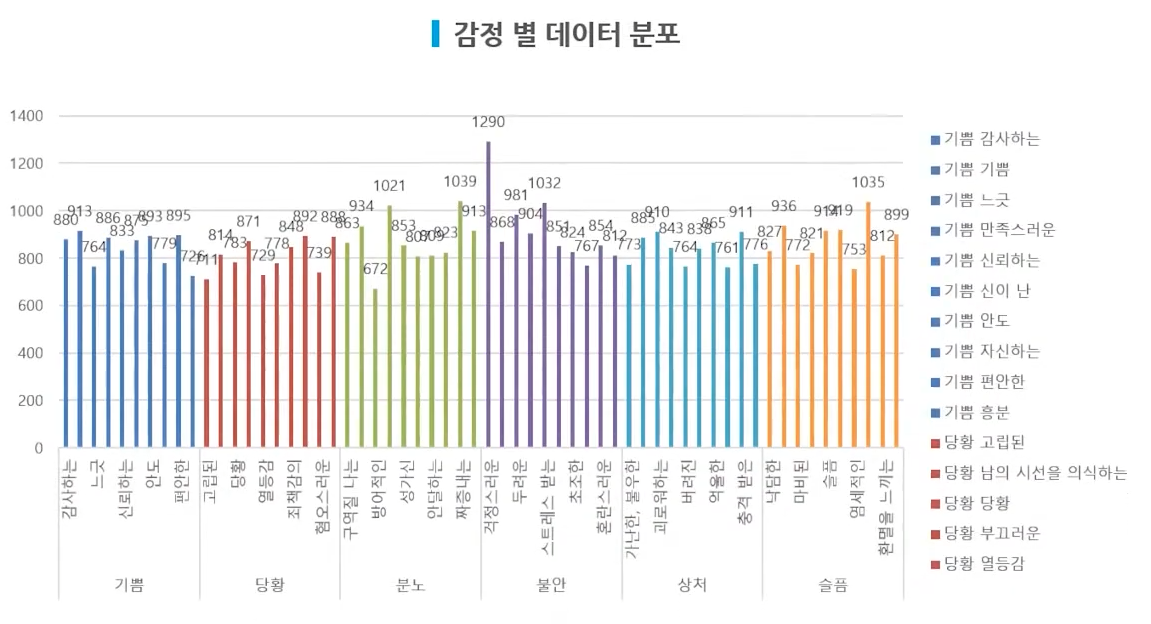 감정 별 데이터 분포
1400
1200
1000
800
600
400
200
0
880
913
764
886
833
875
893
779
895
726
711
814
783
871
729
778
848
892
739
888
863
934
672
1021
853
809
823
1039
913
1290
868
981
904
1032
851
824
767
854
812
773
885
910
843
764
838
865
761
911
776
827
936
772
821
914
919
753
1035
812
899
감사하는
느긋
신뢰하는
안도
편안한
고립된
당황
열등감
죄책감의
혐오스러운
구역질 나는
방어적인
성가신
안달하는
짜증내는
걱정스러운
두려운
스트레스 받는
초조한
혼란스러운
가난한, 불우한
괴로워하는
버려진
억울한
충격 받은
낙담한
마비된
슬픔
염세적인
환멸을 느끼는
기쁨
당황
분노
불안
상처
슬픔
기쁨 감사하는
기쁨 기쁨
기쁨 느긋
기쁨 만족스러운
기쁨 신뢰하는
기쁨 신이 난
기쁨 안도
기쁨 자신하는
기쁨 편안한
기쁨 흥분
당황 고립된
당황 남의 시선을 의식하는
당황 당황
당황 부끄러운
당황 열등감